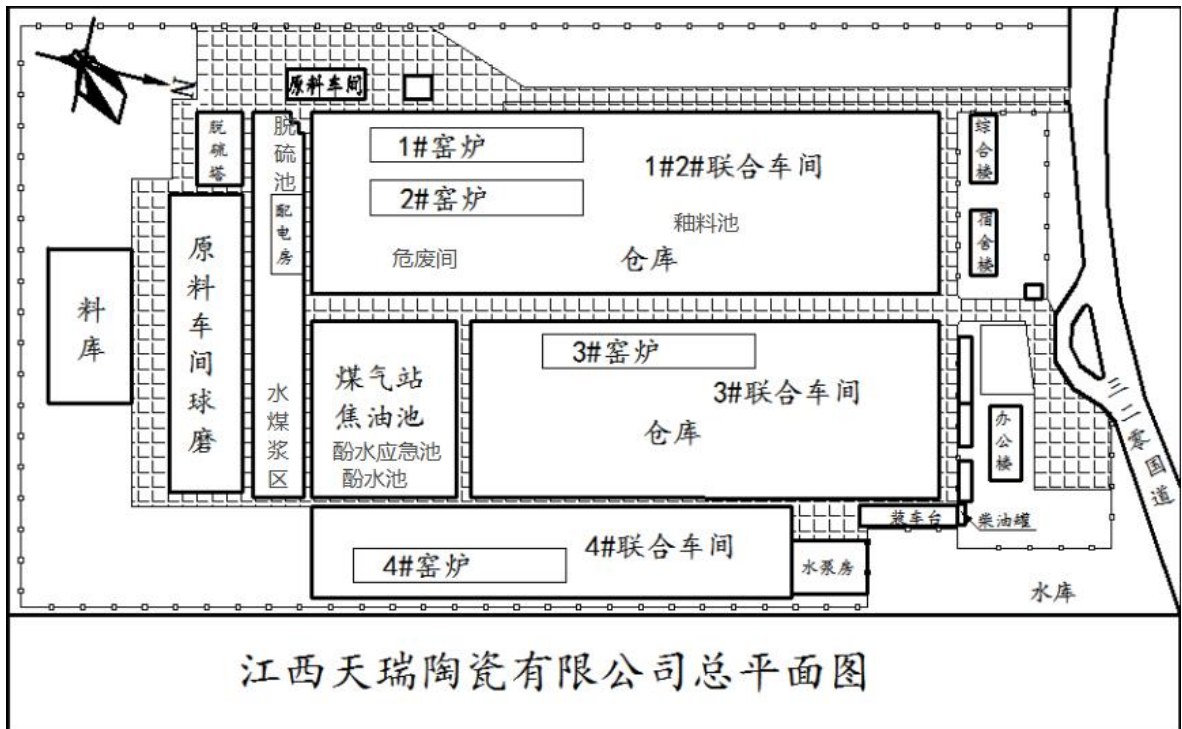 N
原料车间
脱硫塔
脱硫池
配电房
水煤浆区
原料车间球磨
料库
1#窑炉
2#窑炉
1#2#联合车间
釉料池
危废间
仓库
综合楼
宿舍楼
煤气站
焦油池
酚水应急池
酚水池
3#窑炉
3#联合车间
仓库
办公楼
三二零国道
装车台
柴油罐
4#窑炉
4#联合车间
水泵房
水库
江西天瑞陶瓷有限公司总平面图